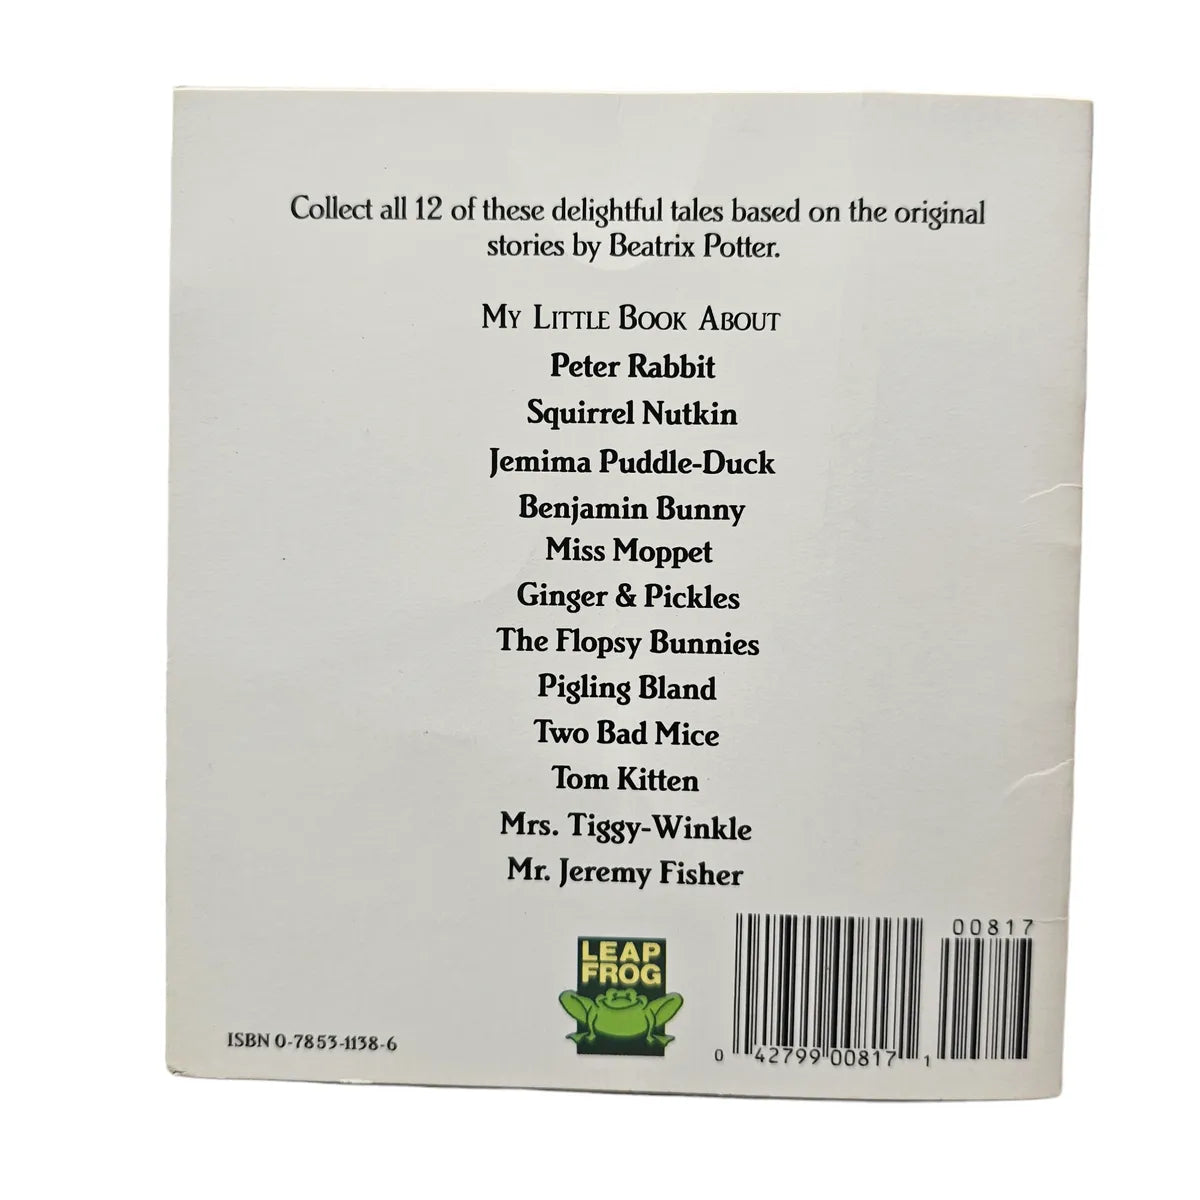 Collect all 12 of these delightful tales based on the original
stories by Beatrix Potter.
My Little Book About
Peter Rabbit
Squirrel Nutkin
Jemima Puddle-Duck
Benjamin Bunny
Miss Moppet
Ginger & Pickles
The Flopsy Bunnies
Pigling Bland
Two Bad Mice
Tom Kitten
Mrs. Tiggy-Winkle
Mr. Jeremy Fisher
LEAP
FROG
ISBN 0-7853-1138-6
00817
0 42799 00817 1